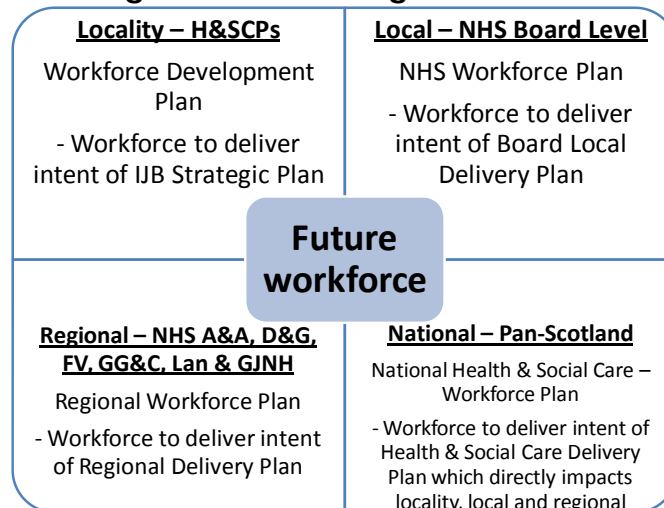 Locality – H&SCPs
Workforce Development
Plan
- Workforce to deliver
intent of IJB Strategic Plan
Local – NHS Board Level
NHS Workforce Plan
- Workforce to deliver
intent of Board Local
Delivery Plan
Future
workforce
Regional – NHS A&A, D&G,
FV, GG&C, Lan & GJNH
Regional Workforce Plan
- Workforce to deliver intent
of Regional Delivery Plan
National – Pan-Scotland
National Health & Social Care –
Workforce Plan
- Workforce to deliver intent of
Health & Social Care Delivery
Plan which directly impacts
locality, local and regional